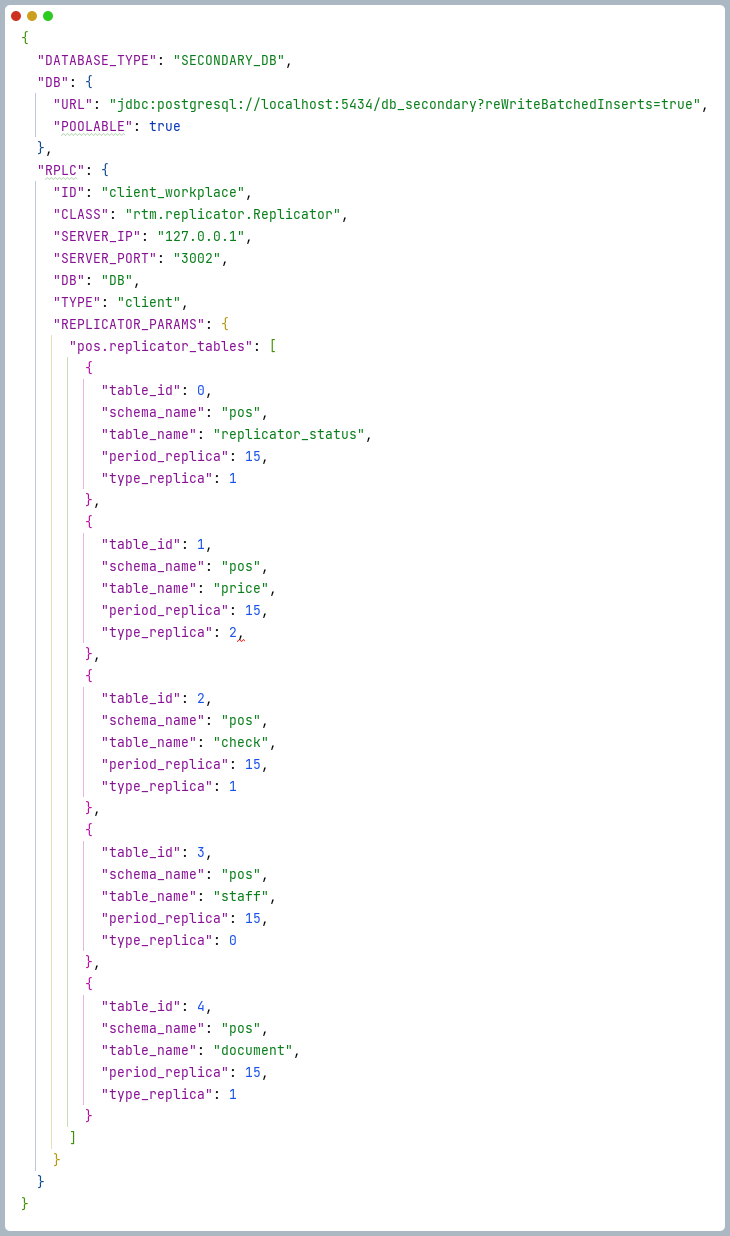 {
"DATABASE_TYPE": "SECONDARY_DB",
"DB": {
"URL": "jdbc:postgresql://localhost:5434/db_secondary?reWriteBatchedInserts=true",
"POOLABLE": true
},
"RPLC": {
"ID": "client_workplace",
"CLASS": "rtm.replicator.Replicator",
"SERVER_IP": "127.0.0.1",
"SERVER_PORT": "3002",
"DB": "DB",
"TYPE": "client",
"REPLICATOR_PARAMS": {
"pos.replicator_tables": [
{
"table_id": 0,
"schema_name": "pos",
"table_name": "replicator_status",
"period_replica": 15,
"type_replica": 1
},
{
"table_id": 1,
"schema_name": "pos",
"table_name": "price",
"period_replica": 15,
"type_replica": 2,
},
{
"table_id": 2,
"schema_name": "pos",
"table_name": "check",
"period_replica": 15,
"type_replica": 1
},
{
"table_id": 3,
"schema_name": "pos",
"table_name": "staff",
"period_replica": 15,
"type_replica": 0
},
{
"table_id": 4,
"schema_name": "pos",
"table_name": "document",
"period_replica": 15,
"type_replica": 1
}
]
}
}
}